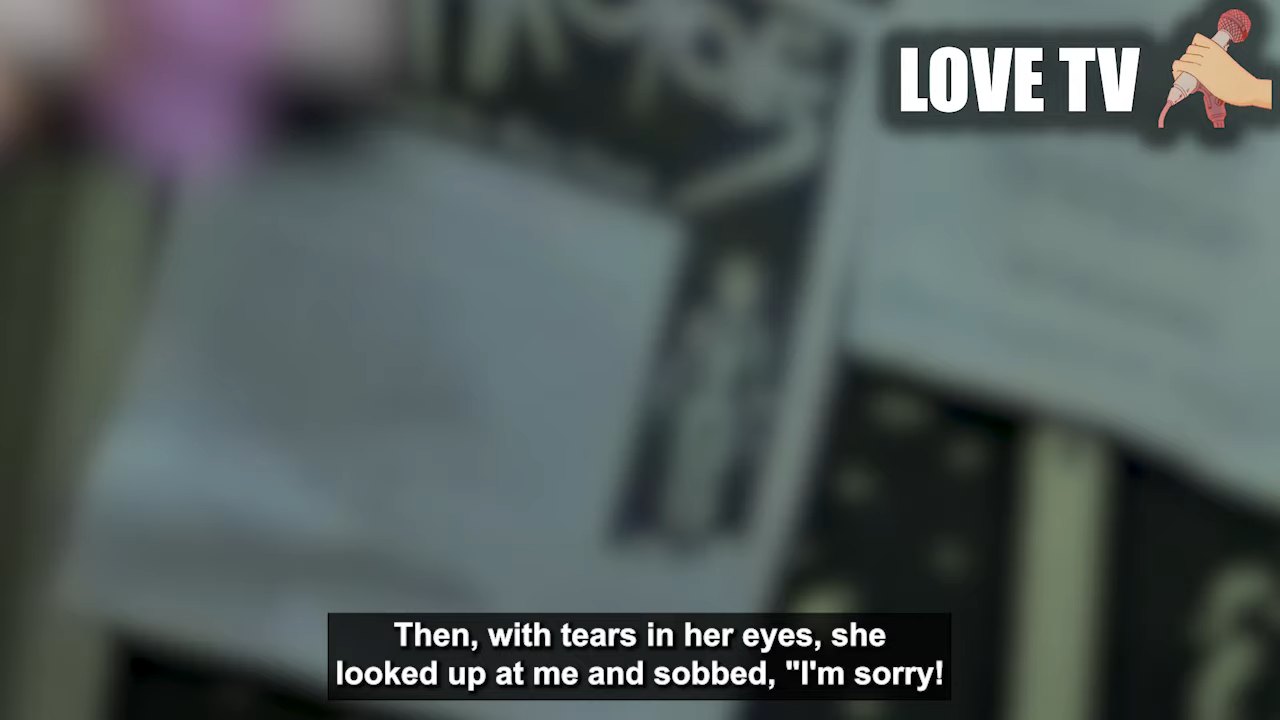 LOVE TV
Then, with tears in her eyes, she
looked up at me and sobbed, "I'm sorry!